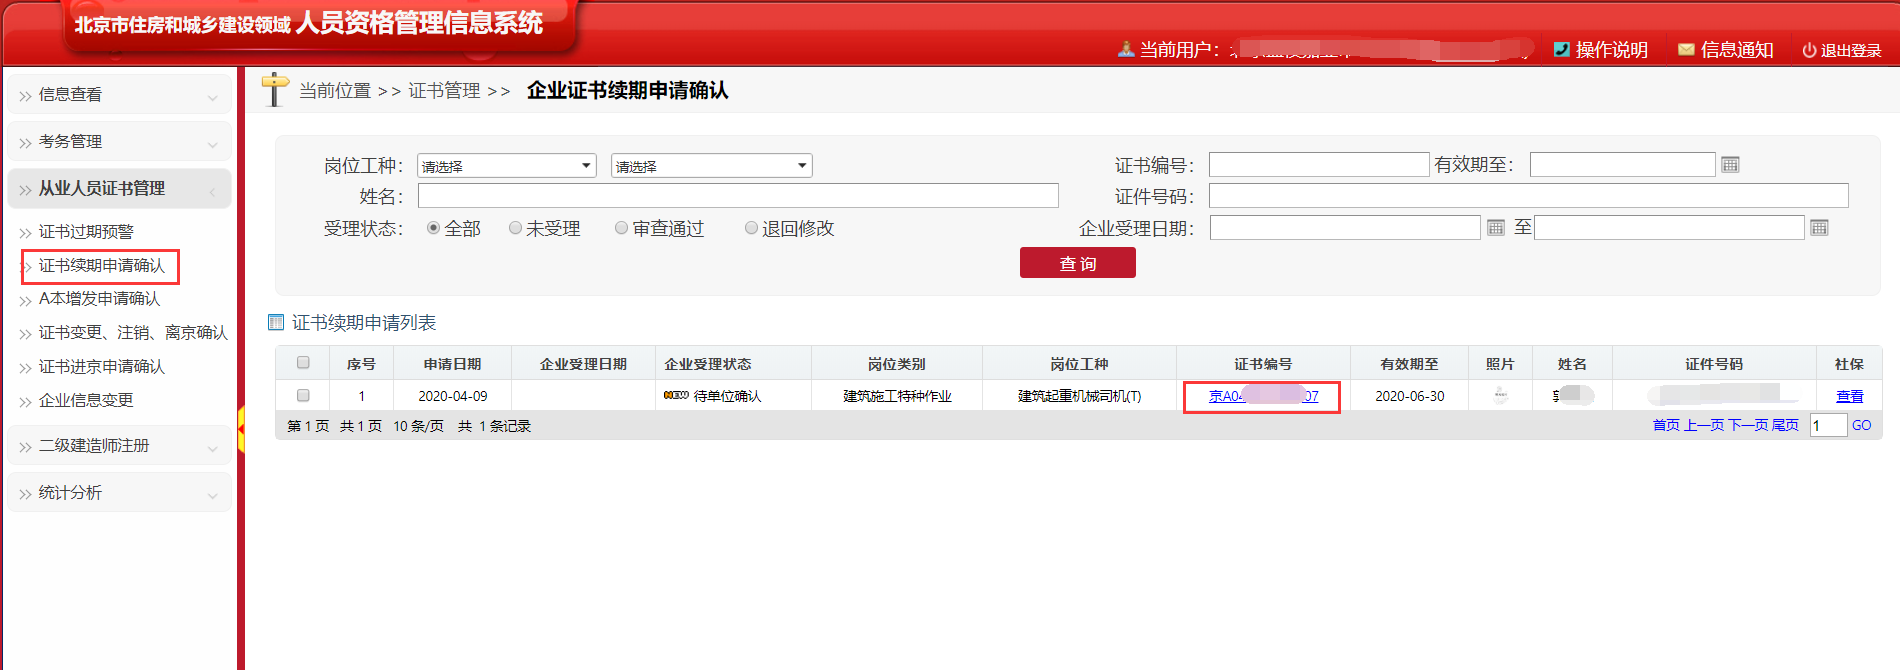 北京市住房和城乡建设领域 人员资格管理信息系统
当前用户： 操作说明 信息通知 退出登录
信息查看
考务管理
从业人员证书管理
证书过期预警
证书续期申请确认
A本增发申请确认
证书变更、注销、离京确认
证书进京申请确认
企业信息变更
二级建造师注册
统计分析
当前位置 >> 证书管理 >> 企业证书续期申请确认
岗位工种： 请选择 请选择 证书编号： 有效期至：
姓名： 证件号码：
受理状态： 全部 未受理 审查通过 退回修改 企业受理日期： 至
查 询
证书续期申请列表
序号 申请日期 企业受理日期 企业受理状态 岗位类别 岗位工种 证书编号 有效期至 照片 姓名 证件号码 社保
1 2020-04-09 NEW 待单位确认 建筑施工特种作业 建筑起重机械司机(T) 京A04 07 2020-06-30 查看
第 1 页 共 1 页 10 条/页 共 1 条记录 首页 上一页 下一页 尾页 1 GO